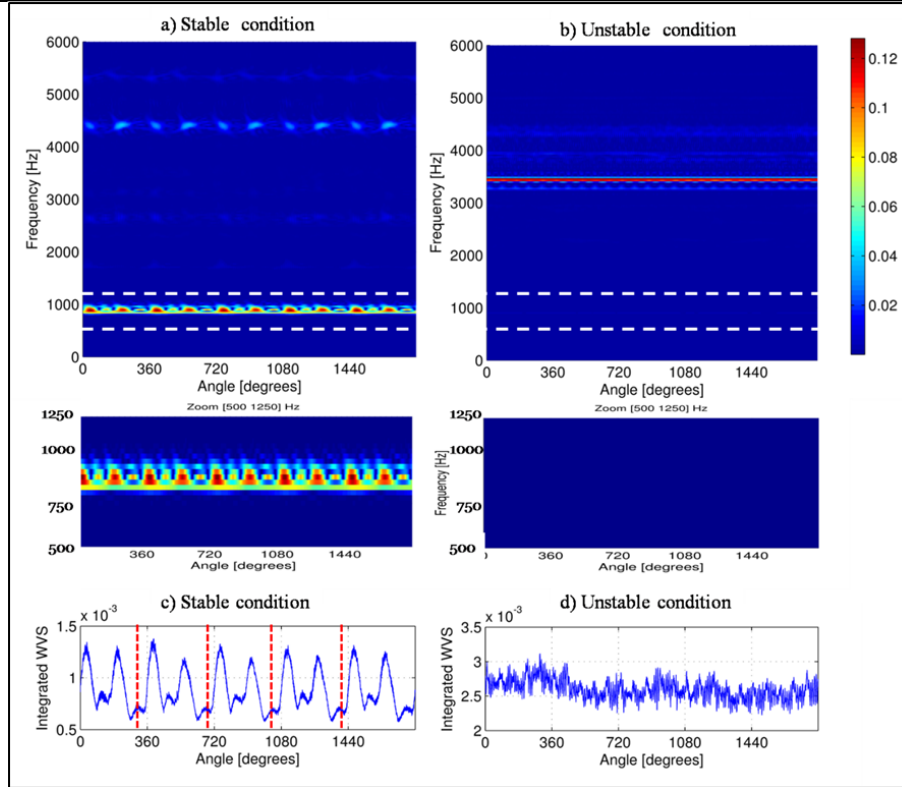 a) Stable condition
b) Unstable condition
6000
5000
4000
3000
2000
1000
0
Frequency [Hz]
0 360 720 1080 1440
Angle [degrees]
6000
5000
4000
3000
2000
1000
0
Frequency [Hz]
0 360 720 1080 1440
Angle [degrees]
0.12
0.1
0.08
0.06
0.04
0.02
Zoom [500 1250] Hz
1250
1000
750
500
360 720 1080 1440
Angle [degrees]
Zoom [500 1250] Hz
1250
1000
750
500
Frequency [Hz]
360 720 1080 1440
Angle [degrees]
c) Stable condition
x 10-3
1.5
1
0.5
Integrated WVS
0 360 720 1080 1440
Angle [degrees]
d) Unstable condition
x 10-3
3.5
3
2.5
2
Integrated WVS
0 360 720 1080 1440
Angle [degrees]